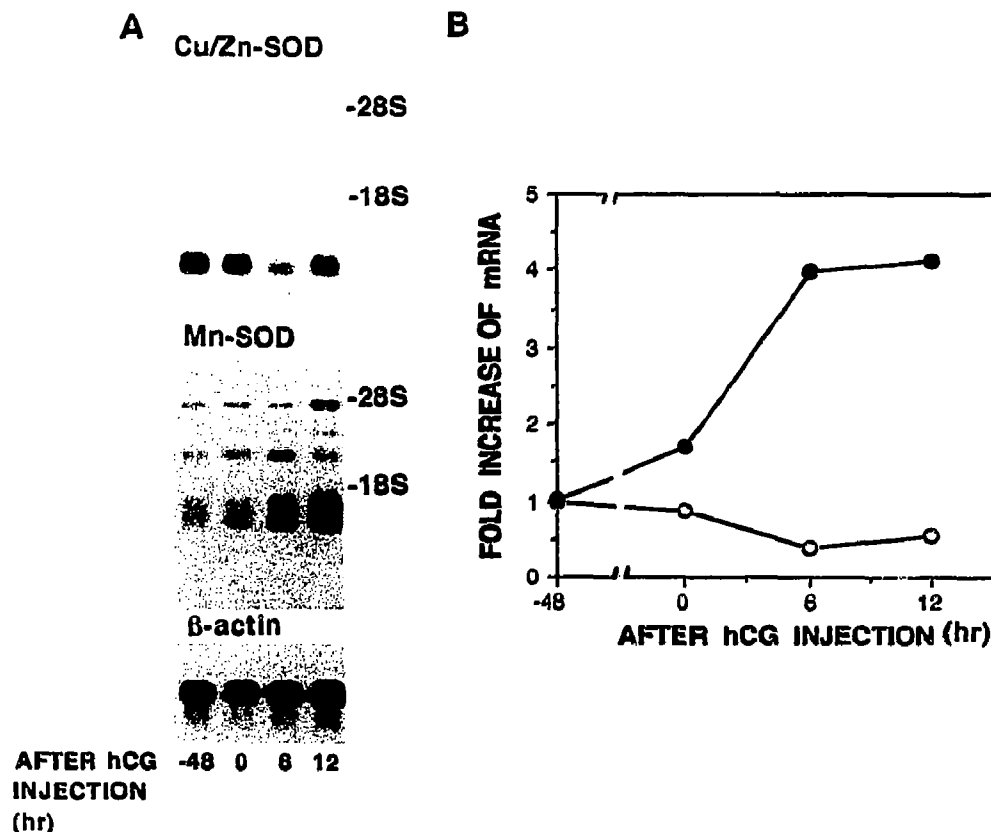 A
Cu/Zn-SOD
-28S
-18S
Mn-SOD
-28S
-18S
β-actin
AFTER hCG -48 0 6 12
INJECTION
(hr)
B
FOLD INCREASE OF mRNA
5
4
3
2
1
0
-48 0 6 12
AFTER hCG INJECTION (hr)